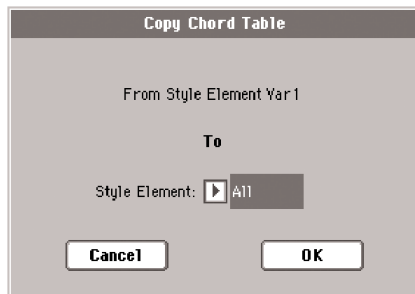 Copy Chord Table
From Style Element Var1
To
Style Element: All
Cancel OK